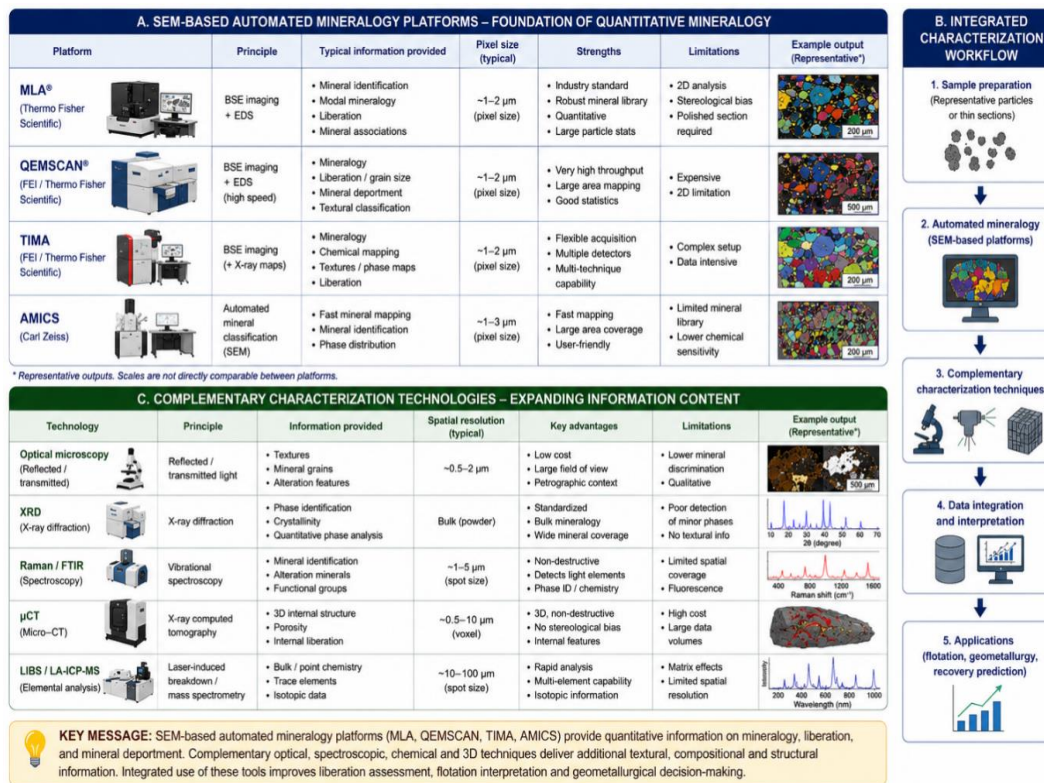 A. SEM-BASED AUTOMATED MINERALOGY PLATFORMS – FOUNDATION OF QUANTITATIVE MINERALOGY
Platform
Principle
Typical information provided
Pixel size
(typical)
Strengths
Limitations
Example output
(Representative*)
MLA®
(Thermo Fisher
Scientific)
BSE imaging
+ EDS
• Mineral identification
• Modal mineralogy
• Liberation
• Mineral associations
~1–2 µm
(pixel size)
• Industry standard
• Robust mineral library
• Quantitative
• Large particle stats
• 2D analysis
• Stereological bias
• Polished section
required
200 µm
QEMSCAN®
(FEI / Thermo Fisher
Scientific)
BSE imaging
+ EDS
(high speed)
• Mineralogy
• Liberation / grain size
• Mineral department
• Textural classification
~1–2 µm
(pixel size)
• Very high throughput
• Large area mapping
• Good statistics
• Expensive
• 2D limitation
500 µm
TIMA
(FEI / Thermo Fisher
Scientific)
BSE imaging
(+ X-ray maps)
• Mineralogy
• Chemical mapping
• Textures / phase maps
• Liberation
~1–2 µm
(pixel size)
• Flexible acquisition
• Multiple detectors
• Multi-technique
capability
• Complex setup
• Data intensive
200 µm
AMICS
(Carl Zeiss)
Automated
mineral
classification
(SEM)
• Fast mineral mapping
• Mineral identification
• Phase distribution
~1–3 µm
(pixel size)
• Fast mapping
• Large area coverage
• User-friendly
• Limited mineral
library
• Lower chemical
sensitivity
200 µm
* Representative outputs. Scales are not directly comparable between platforms.
C. COMPLEMENTARY CHARACTERIZATION TECHNOLOGIES – EXPANDING INFORMATION CONTENT
Technology
Principle
Information provided
Spatial resolution
(typical)
Key advantages
Limitations
Example output
(Representative*)
Optical microscopy
(Reflected /
transmitted)
Reflected /
transmitted light
• Textures
• Mineral grains
• Alteration features
~0.5–2 µm
• Low cost
• Large field of view
• Petrographic context
• Lower mineral
discrimination
• Qualitative
500 µm
XRD
(X-ray diffraction)
X-ray diffraction
• Phase identification
• Crystallinity
• Quantitative phase analysis
Bulk (powder)
• Standardized
• Bulk mineralogy
• Wide mineral coverage
• Poor detection
of minor phases
• No textural info
10 20 30 40 50 60 70
2θ (degree)
Raman / FTIR
(Spectroscopy)
Vibrational
spectroscopy
• Mineral identification
• Alteration minerals
• Functional groups
~1–5 µm
(spot size)
• Non-destructive
• Detects light elements
• Phase ID / chemistry
• Limited spatial
coverage
• Fluorescence
400 800 1200 1600
Raman shift (cm⁻¹)
µCT
(Micro–CT)
X-ray computed
tomography
• 3D internal structure
• Porosity
• Internal liberation
~0.5–10 µm
(voxel)
• 3D, non-destructive
• No stereological bias
• Internal features
• High cost
• Large data
volumes
LIBS / LA-ICP-MS
(Elemental analysis)
Laser-induced
breakdown /
mass spectrometry
• Bulk / point chemistry
• Trace elements
• Isotopic data
~10–100 µm
(spot size)
• Rapid analysis
• Multi-element capability
• Isotopic information
• Matrix effects
• Limited spatial
resolution
Intensity
200 300 400 600 800 1000
Wavelength (nm)
KEY MESSAGE: SEM-based automated mineralogy platforms (MLA, QEMSCAN, TIMA, AMICS) provide quantitative information on mineralogy, liberation,
and mineral department. Complementary optical, spectroscopic, chemical and 3D techniques deliver additional textural, compositional and structural
information. Integrated use of these tools improves liberation assessment, flotation interpretation and geometallurgical decision-making.
B. INTEGRATED
CHARACTERIZATION
WORKFLOW
1. Sample preparation
(Representative particles
or thin sections)
2. Automated mineralogy
(SEM-based platforms)
3. Complementary
characterization techniques
4. Data integration
and interpretation
5. Applications
(flotation, geometallurgy,
recovery prediction)